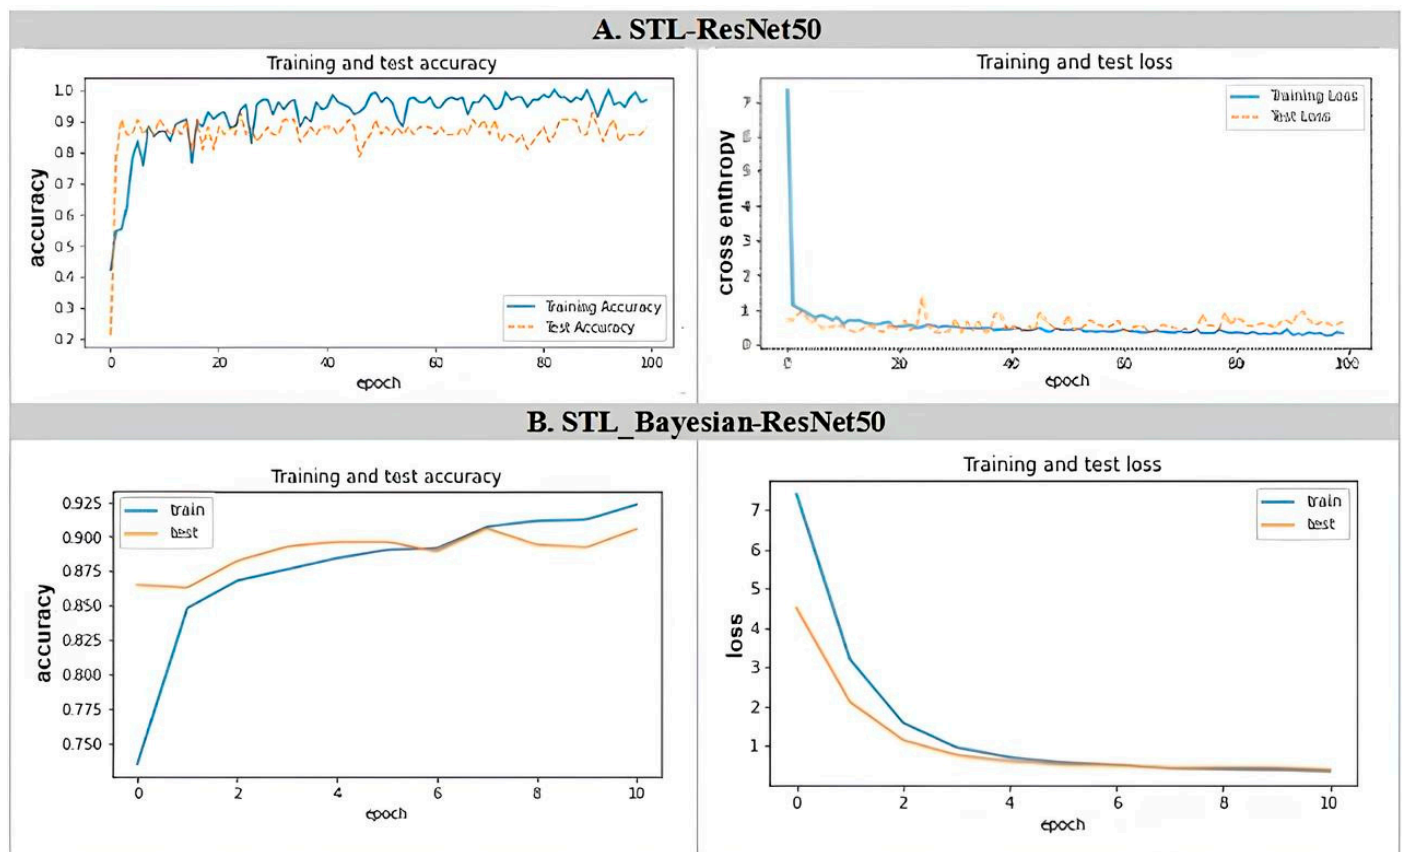 A. STL-ResNet50
Training and test accuracy
accuracy
1.0
0.9
0.8
0.7
0.6
0.5
0.4
0.3
0.2
0 20 40 60 80 100
epoch
Training Accuracy
Test Accuracy
Training and test loss
cross enthropy
7
6
5
4
3
2
1
0
0 20 40 60 80 100
epoch
Training Loss
Test Loss
B. STL_Bayesian-ResNet50
Training and test accuracy
accuracy
0.925
0.900
0.875
0.850
0.825
0.800
0.775
0.750
0 2 4 6 8 10
epoch
train
test
Training and test loss
loss
7
6
5
4
3
2
1
0 2 4 6 8 10
epoch
train
test